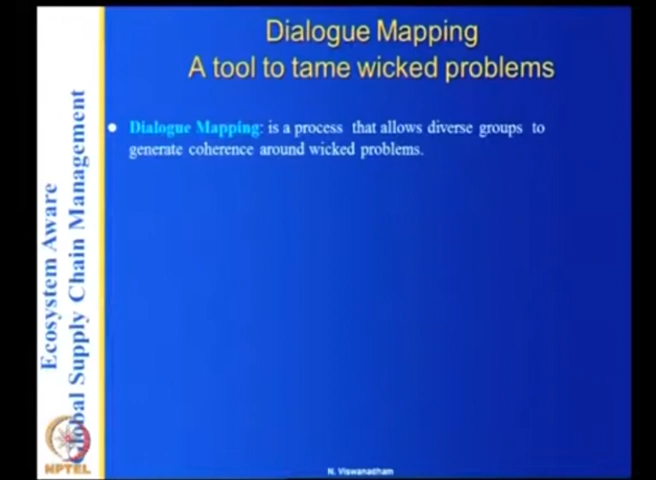 Dialogue Mapping
A tool to tame wicked problems
Dialogue Mapping: is a process that allows diverse groups to
generate coherence around wicked problems.
Ecosystem Aware
Global Supply Chain Management
NPTEL
N. Viswanadham